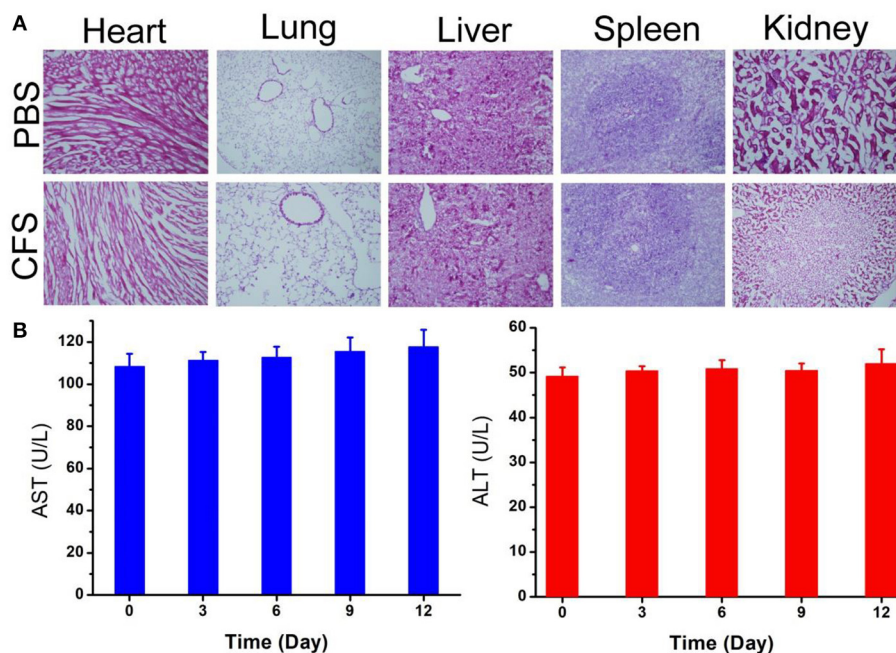 A
Heart Lung Liver Spleen Kidney
PBS
CFS
B
120
100
80
60
40
20
0
AST (U/L)
0 3 6 9 12
Time (Day)
60
50
40
30
20
10
0
ALT (U/L)
0 3 6 9 12
Time (Day)